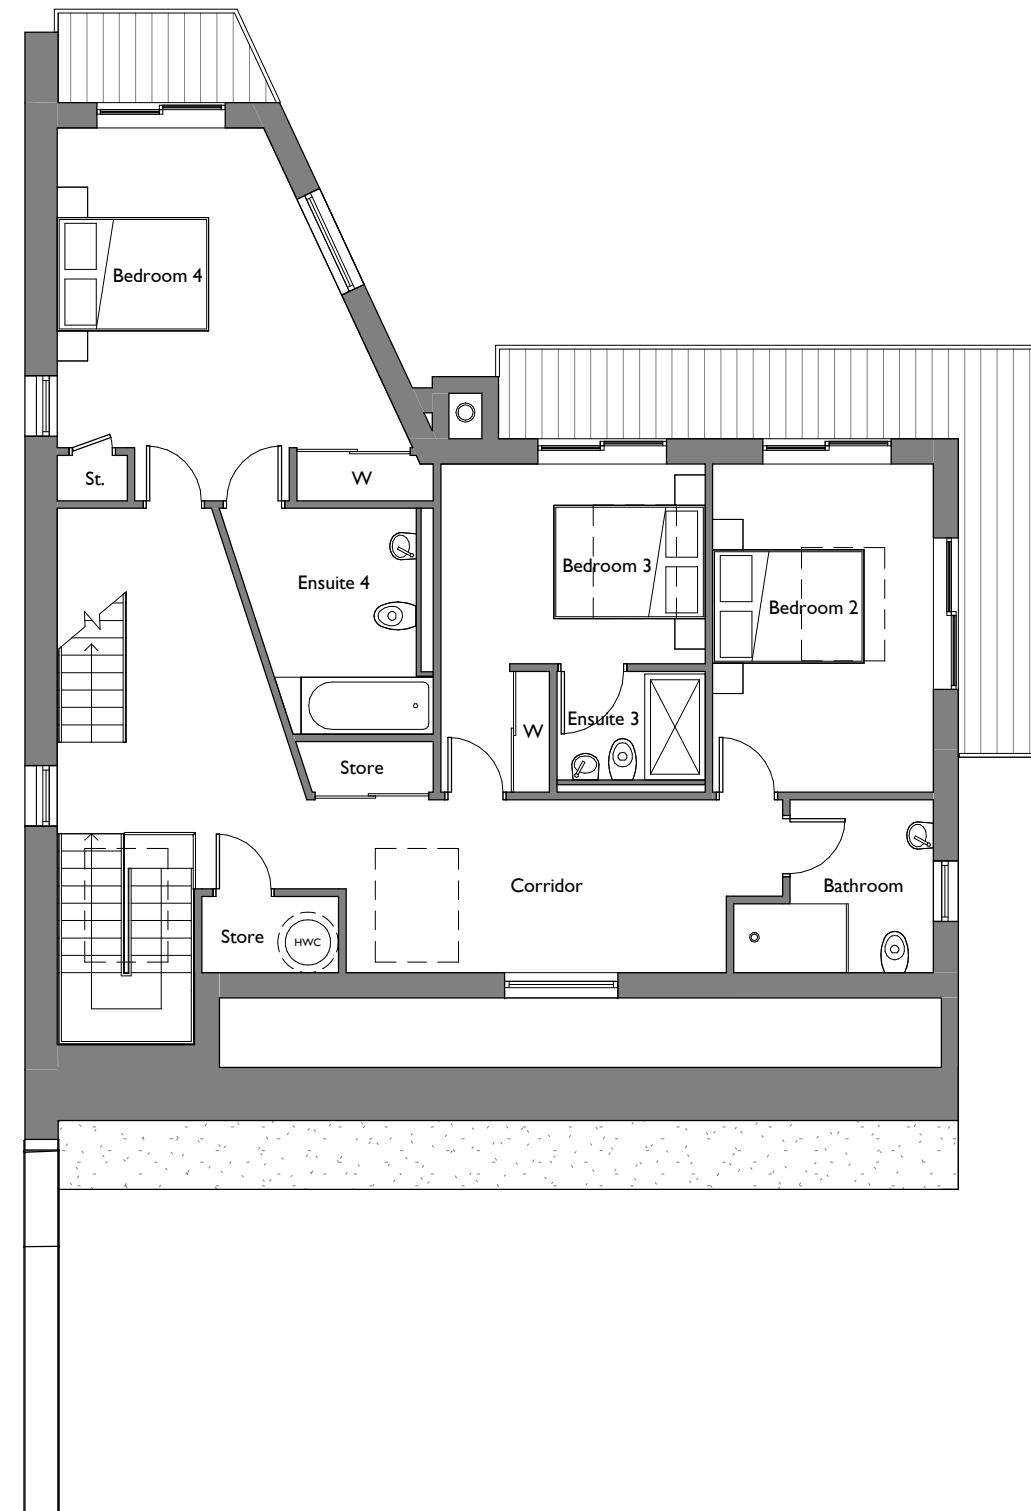 Bedroom 4
St.
W
Bedroom 3
Ensuite 4
Bedroom 2
Ensuite 3
W
Store
Corridor
Bathroom
Store
HWC